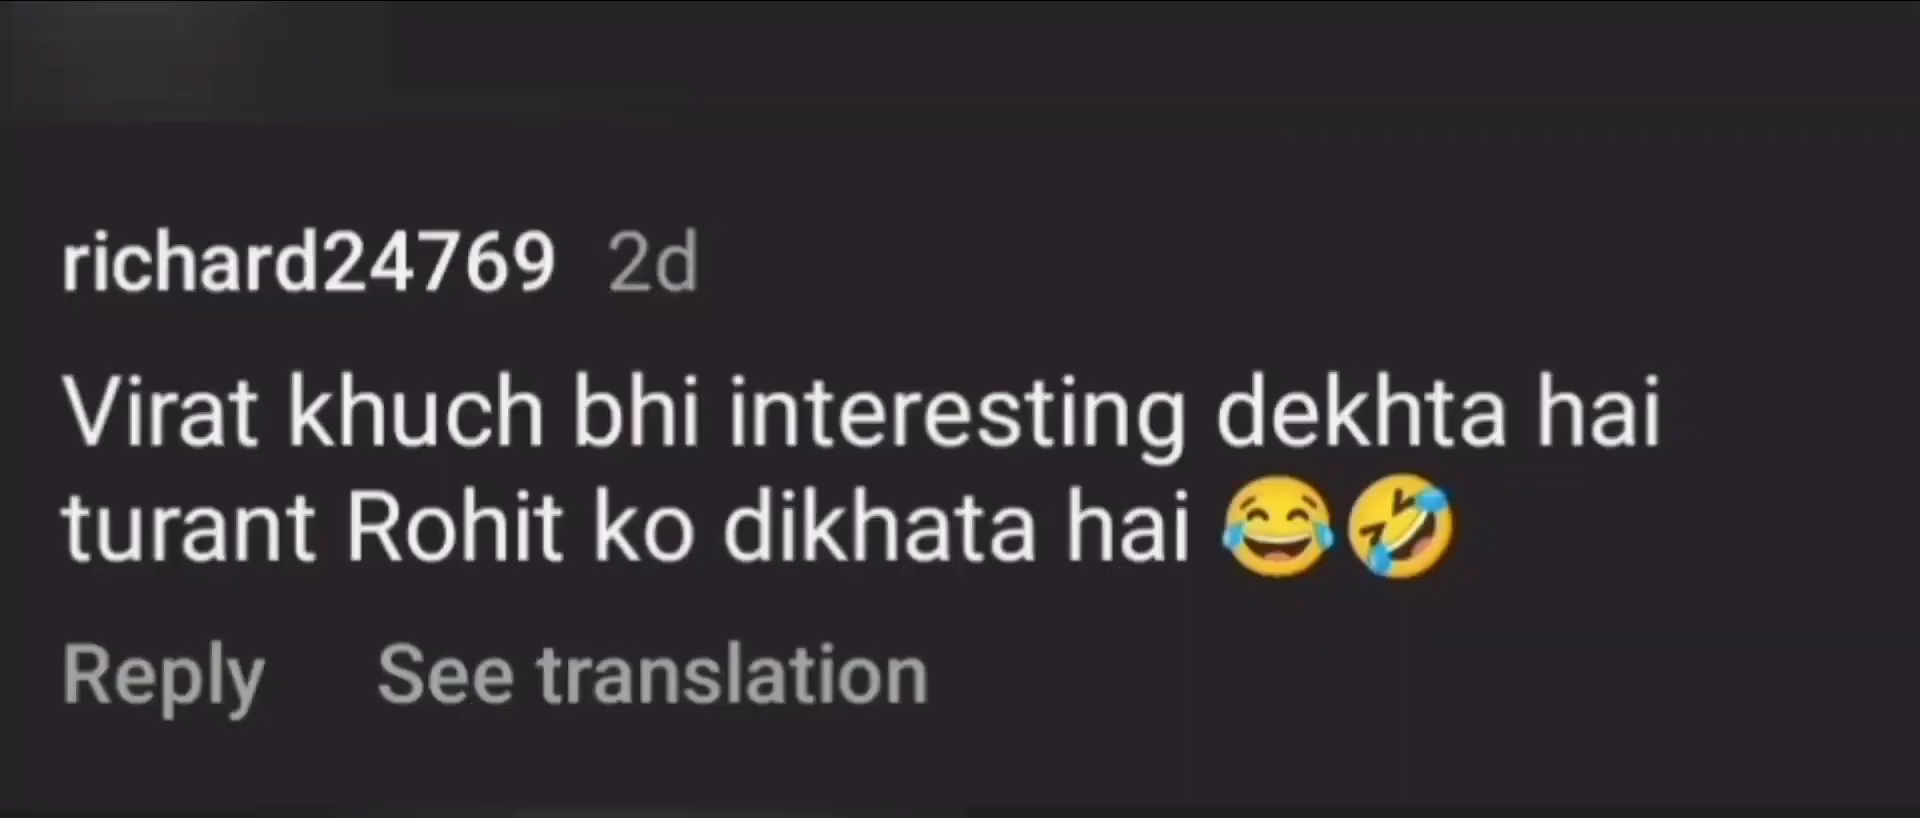 richard24769 2d
Virat khuch bhi interesting dekhta hai
turant Rohit ko dikhata hai 😂🤣
Reply See translation